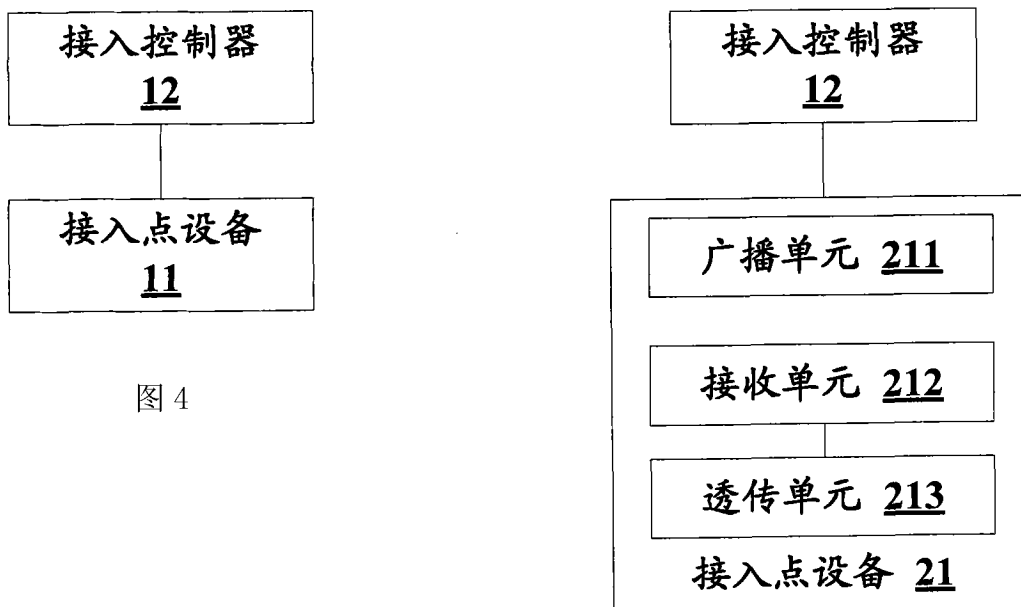 接入控制器
12
接入点设备
11
图4
接入控制器
12
广播单元 211
接收单元 212
透传单元 213
接入点设备 21